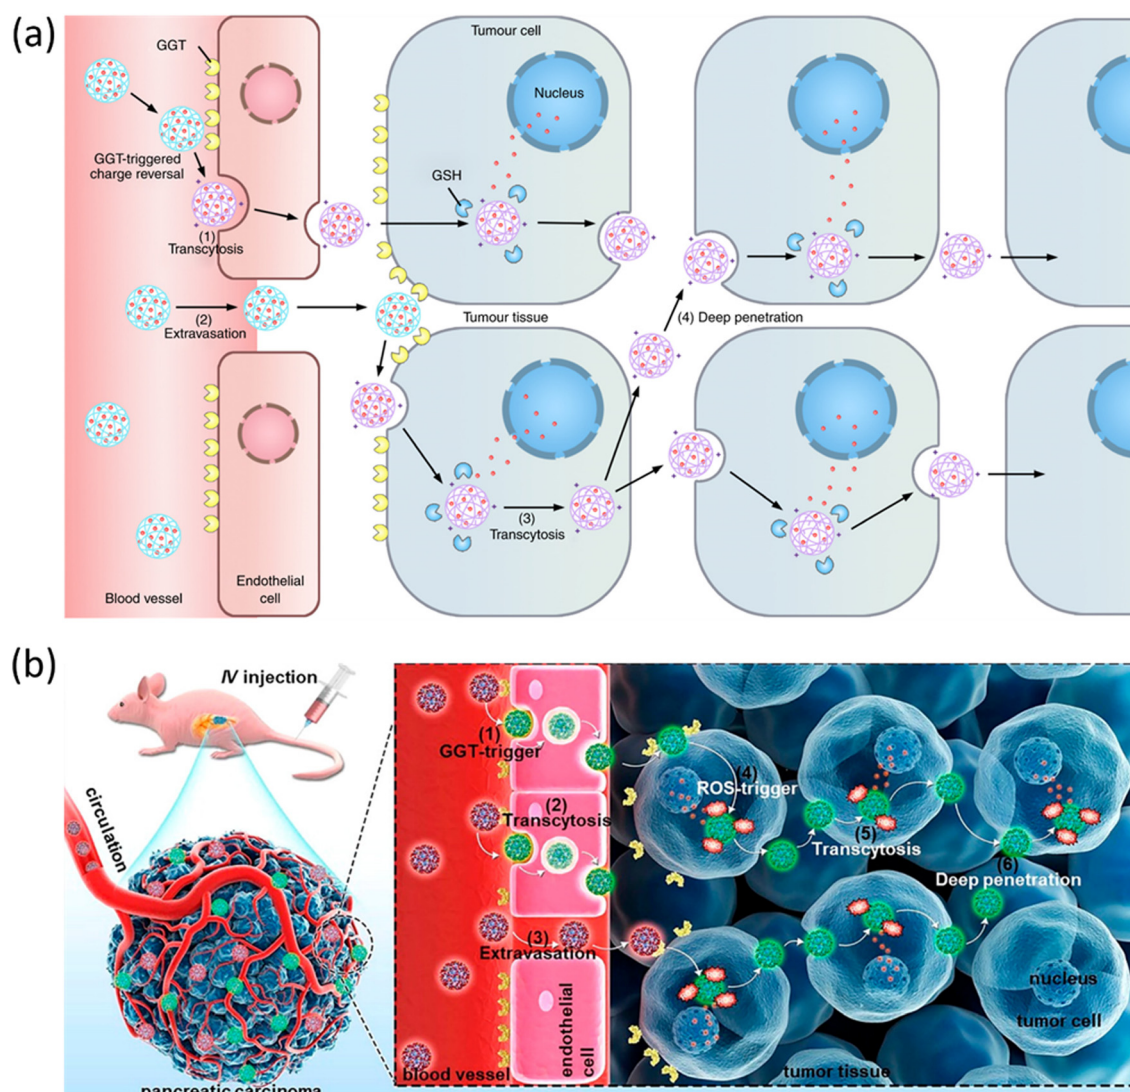 (a)
GGT
Tumour cell
Nucleus
GGT-triggered
charge reversal
GSH
(1)
Transcytosis
(2)
Extravasation
Tumour tissue
(4) Deep penetration
(3)
Transcytosis
Endothelial
cell
Blood vessel
(b)
IV injection
circulation
pancreatic carcinoma
(1)
GGT-trigger
(2)
Transcytosis
(3)
Extravasation
(4)
ROS-trigger
(5)
Transcytosis
(6)
Deep penetration
endothelial
cell
blood vessel
nucleus
tumor cell
tumor tissue